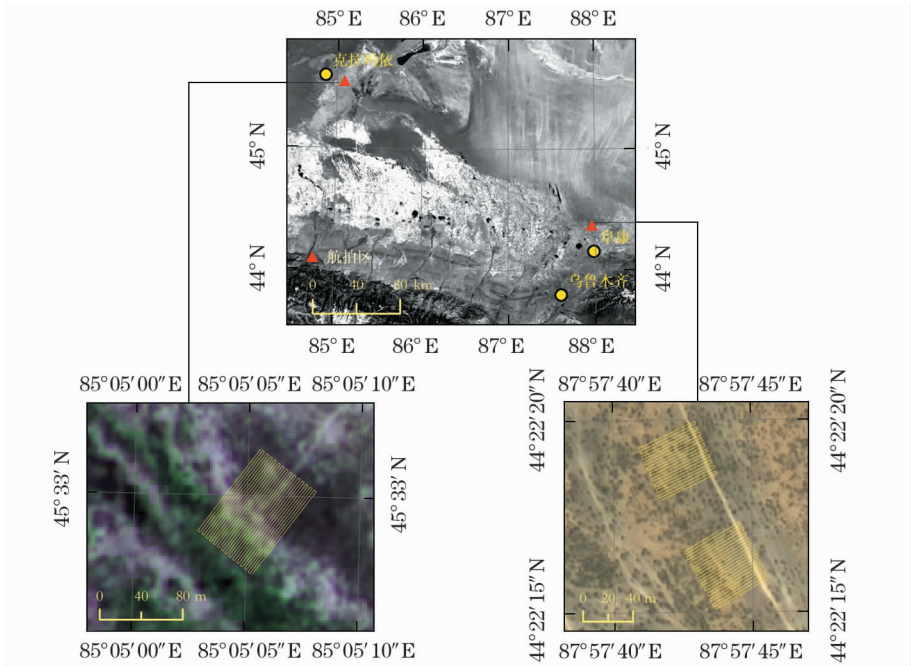 85° E 86° E 87° E 88° E
克拉玛依
45° N
45° N
阜康
44° N
航拍区
44° N
乌鲁木齐
0 40 80 km
85° E 86° E 87° E 88° E
85° 05′ 00″ E 85° 05′ 05″ E 85° 05′ 10″ E
45° 33′ N
45° 33′ N
0 40 80 m
85° 05′ 00″ E 85° 05′ 05″ E 85° 05′ 10″ E
87° 57′ 40″ E 87° 57′ 45″ E
44° 22′ 20″ N
44° 22′ 20″ N
44° 22′ 15″ N
44° 22′ 15″ N
0 20 40 m
87° 57′ 40″ E 87° 57′ 45″ E